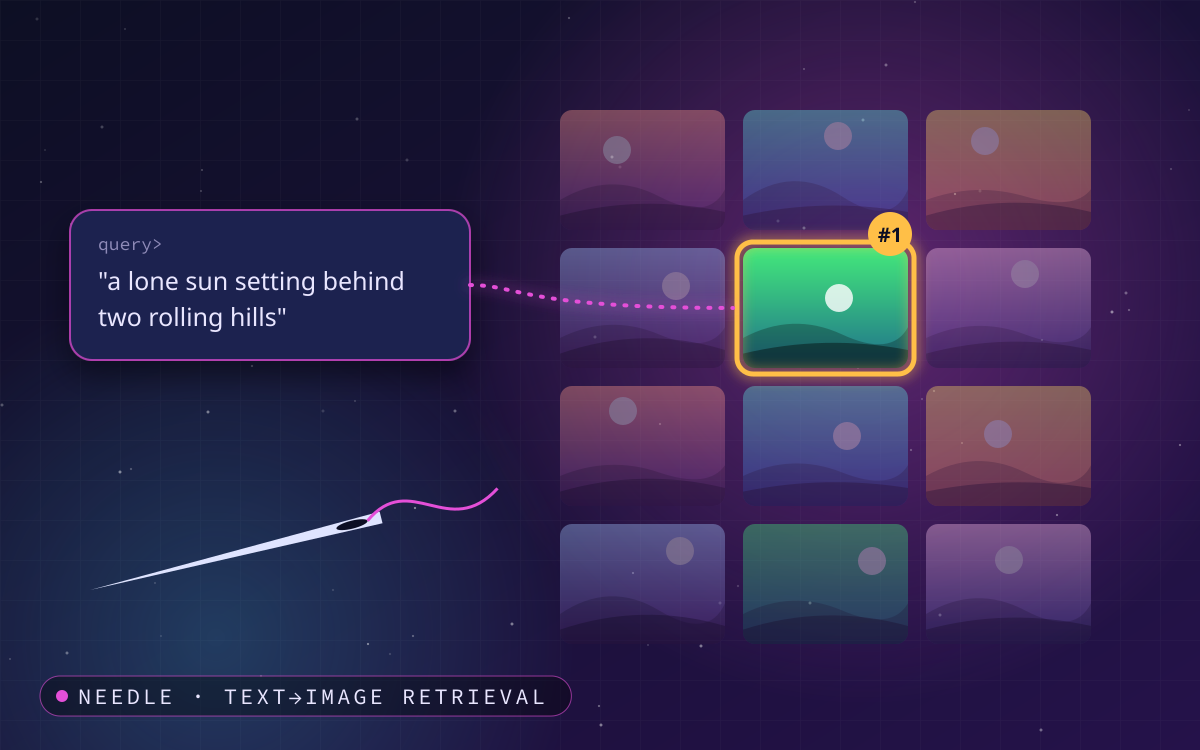 query>
"a lone sun setting behind
two rolling hills"
#1
NEEDLE · TEXT→IMAGE RETRIEVAL